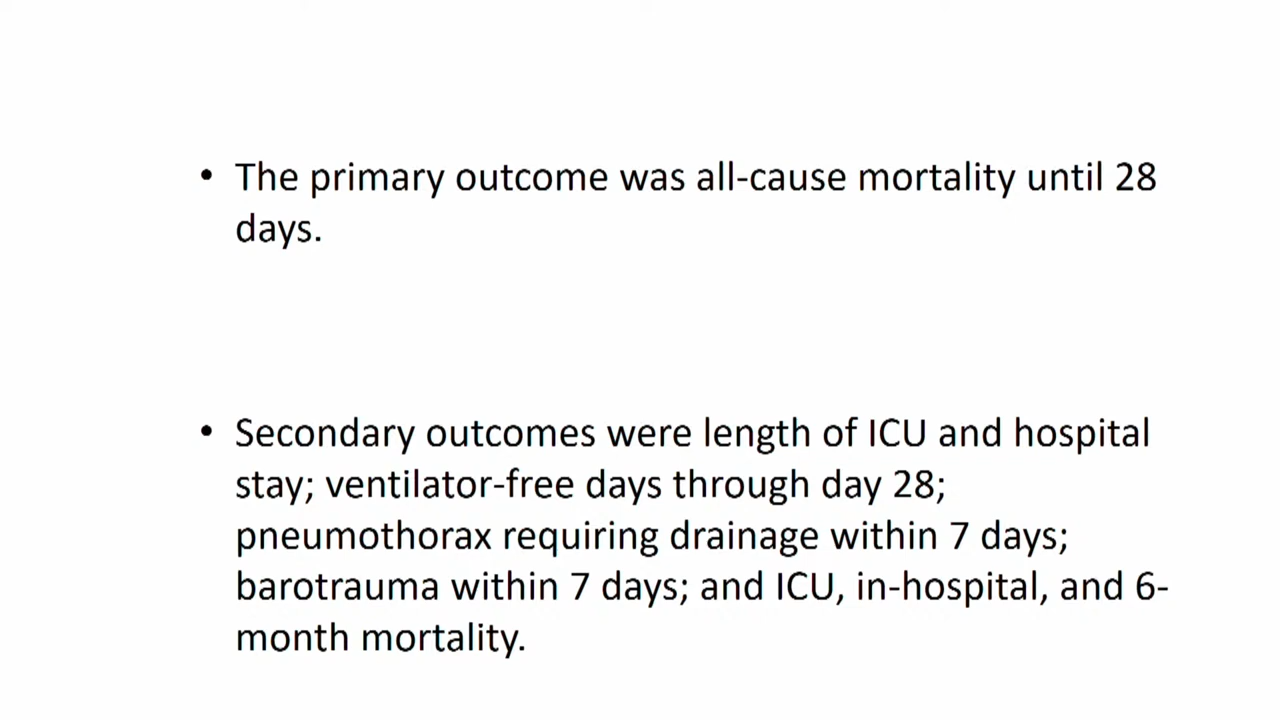 • The primary outcome was all-cause mortality until 28
days.
• Secondary outcomes were length of ICU and hospital
stay; ventilator-free days through day 28;
pneumothorax requiring drainage within 7 days;
barotrauma within 7 days; and ICU, in-hospital, and 6-
month mortality.